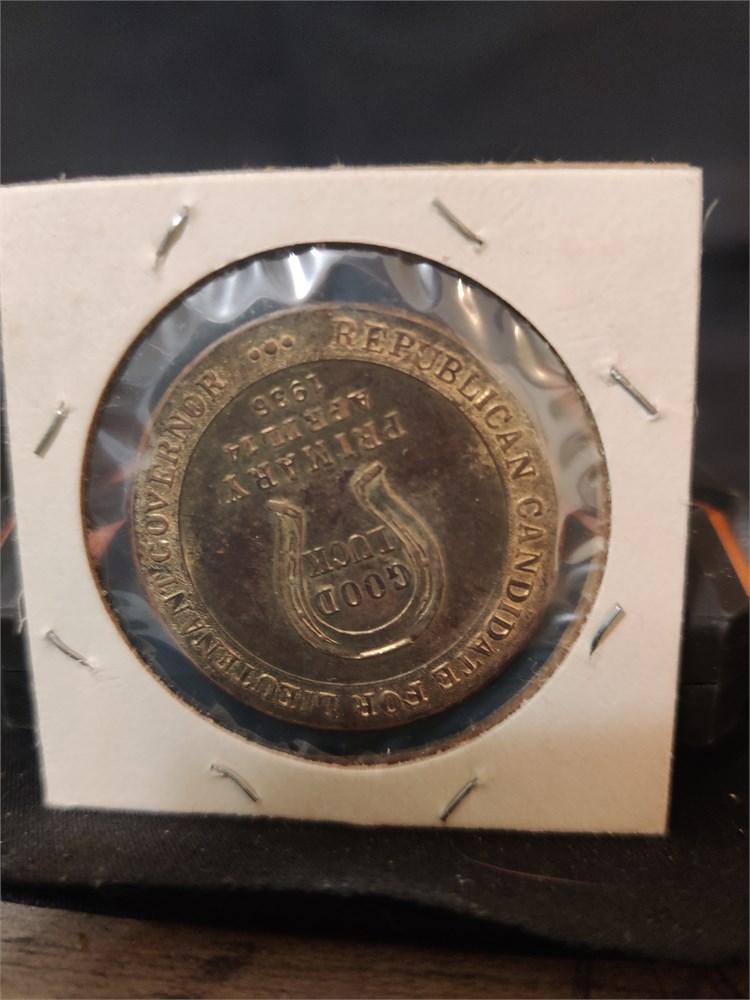 REPUBLICAN CANDIDATE FOR LIEUTENANT GOVERNOR •••
GOOD
LUCK
PRIMARY
APRIL 14
1936